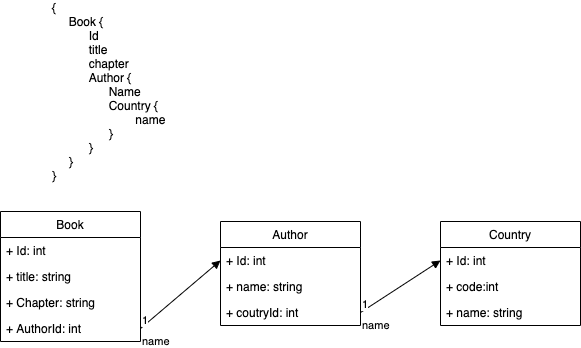 {
Book {
Id
title
chapter
Author {
Name
Country {
name
}
}
}
}
Book
+ Id: int
+ title: string
+ Chapter: string
+ AuthorId: int
1
name
Author
+ Id: int
+ name: string
+ coutryId: int
1
name
Country
+ Id: int
+ code:int
+ name: string